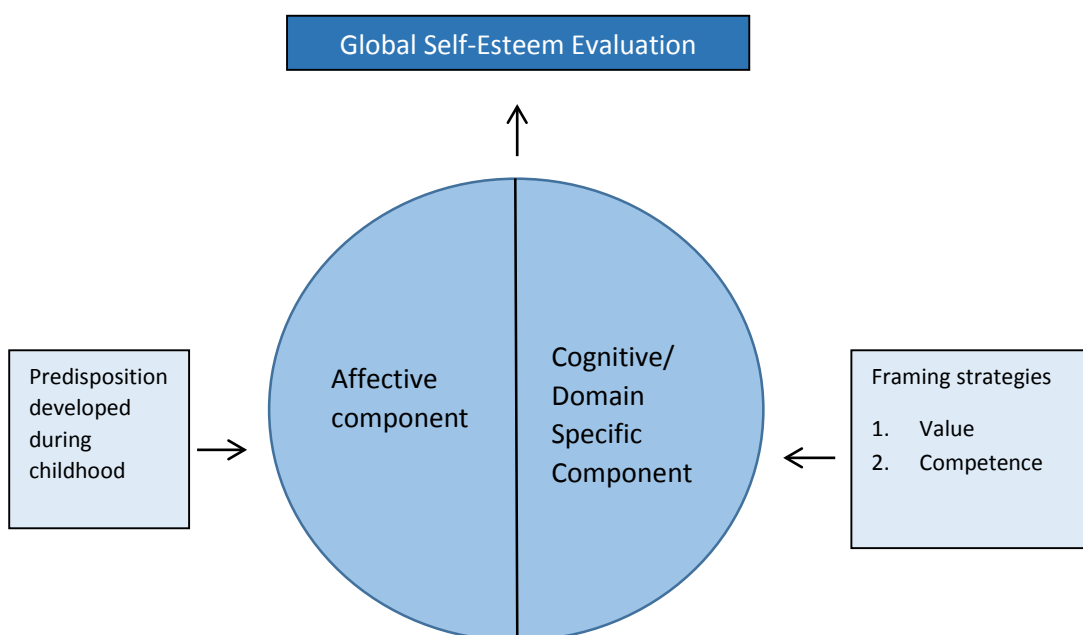 Global Self-Esteem Evaluation
Predisposition
developed
during
childhood
Affective
component
Cognitive/
Domain
Specific
Component
Framing strategies
1. Value
2. Competence